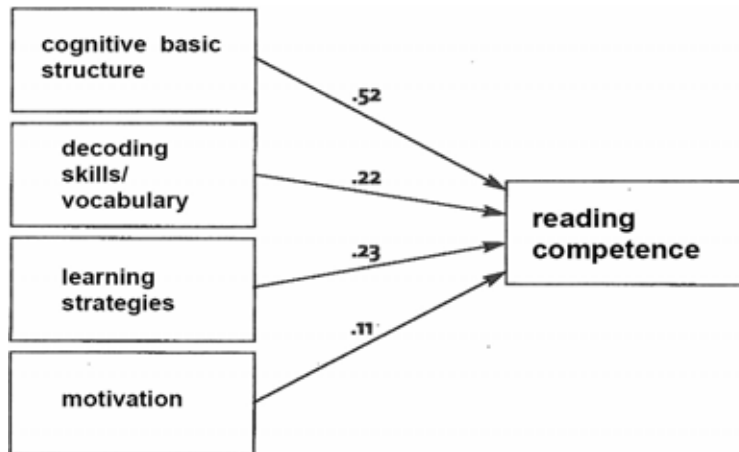 cognitive basic
structure
.52
decoding
skills/
vocabulary
.22
reading
competence
learning
strategies
.23
.11
motivation